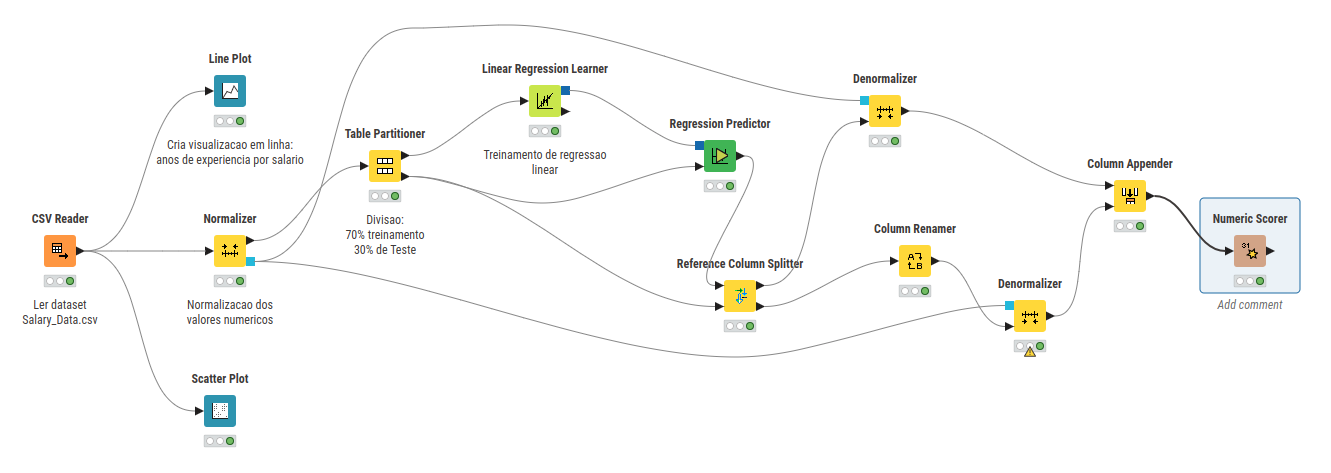 Line Plot
Cria visualizacao em linha:
anos de experiencia por salario
Linear Regression Learner
Treinamento de regressao
linear
Denormalizer
Table Partitioner
Divisao:
70% treinamento
30% de Teste
Regression Predictor
Column Appender
CSV Reader
Ler dataset
Salary_Data.csv
Normalizer
Normalizacao dos
valores numericos
Column Renamer
A
B
Numeric Scorer
31
Add comment
Reference Column Splitter
Denormalizer
Scatter Plot